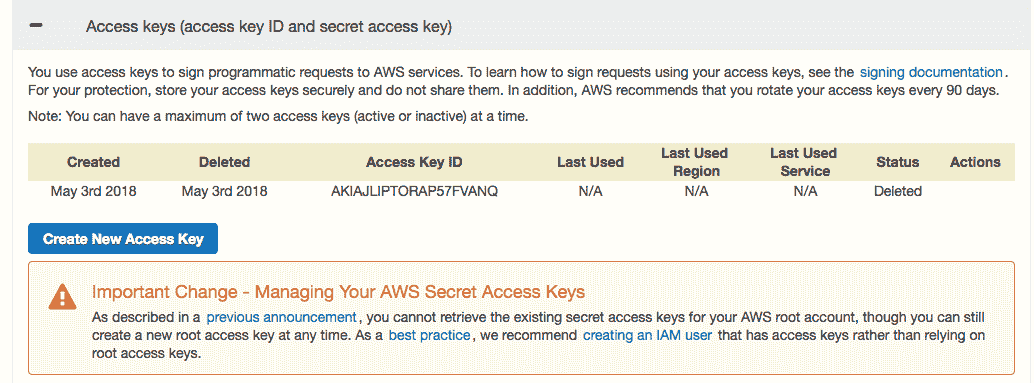 Access keys (access key ID and secret access key)
You use access keys to sign programmatic requests to AWS services. To learn how to sign requests using your access keys, see the signing documentation.
For your protection, store your access keys securely and do not share them. In addition, AWS recommends that you rotate your access keys every 90 days.
Note: You can have a maximum of two access keys (active or inactive) at a time.
Created Deleted Access Key ID Last Used Last Used Region Last Used Service Status Actions
May 3rd 2018 May 3rd 2018 AKIAJLIPTORAP57FVANQ N/A N/A N/A Deleted
Create New Access Key
Important Change - Managing Your AWS Secret Access Keys
As described in a previous announcement, you cannot retrieve the existing secret access keys for your AWS root account, though you can still
create a new root access key at any time. As a best practice, we recommend creating an IAM user that has access keys rather than relying on
root access keys.